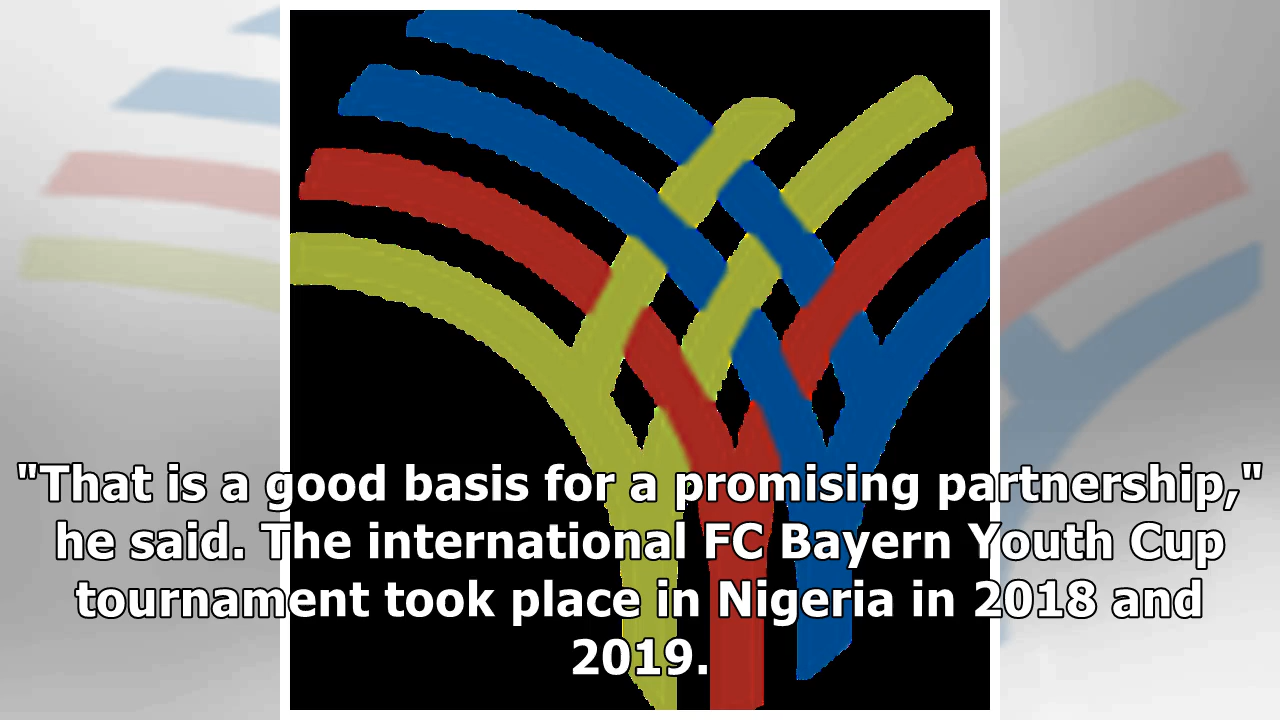 "That is a good basis for a promising partnership,"
he said. The international FC Bayern Youth Cup
tournament took place in Nigeria in 2018 and
2019.